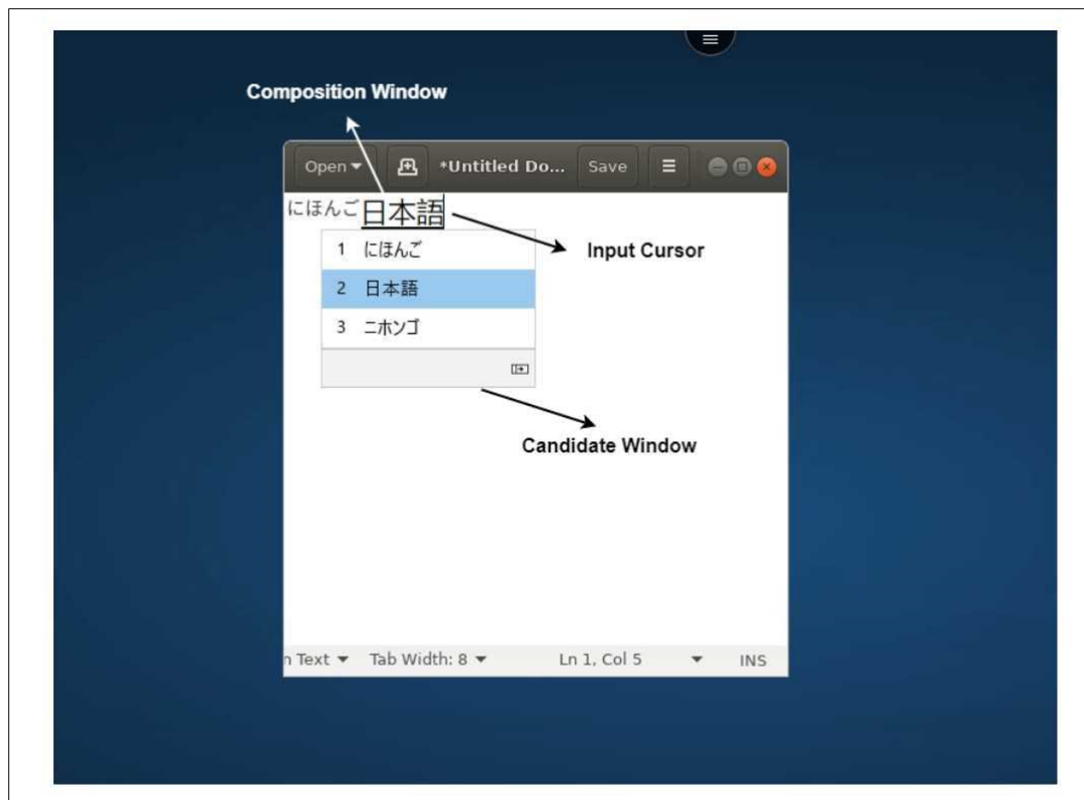 Composition Window
Open *Untitled Do... Save
にほんご日本語
1 にほんご
Input Cursor
2 日本語
3 ニホンゴ
Candidate Window
n Text Tab Width: 8 Ln 1, Col 5 INS